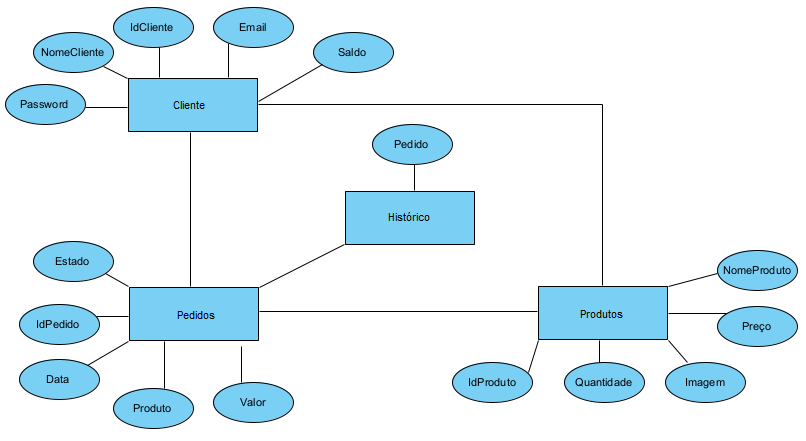 IdCliente
Email
NomeCliente
Saldo
Password
Cliente
Pedido
Histórico
Estado
NomeProduto
IdPedido
Pedidos
Produtos
Preço
Data
IdProduto
Quantidade
Imagem
Produto
Valor